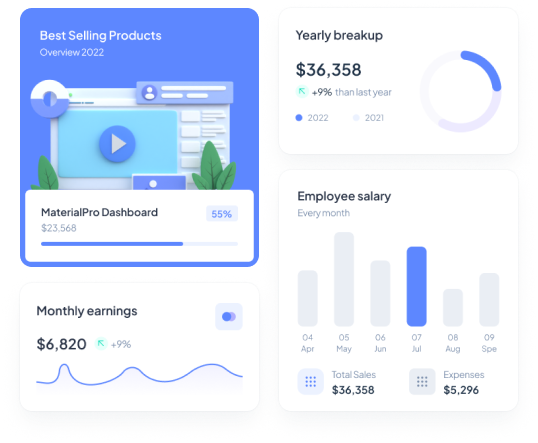 Best Selling Products
Overview 2022
MaterialPro Dashboard
55%
$23.568
Monthly earnings
$6,820
+9%
Yearly breakup
$36,358
+9% than last year
2022
2021
Employee salary
Every month
04 05 06 07 08 09
Apr May Jun Jul Aug Spe
Total Sales
$36,358
Expenses
$5,296